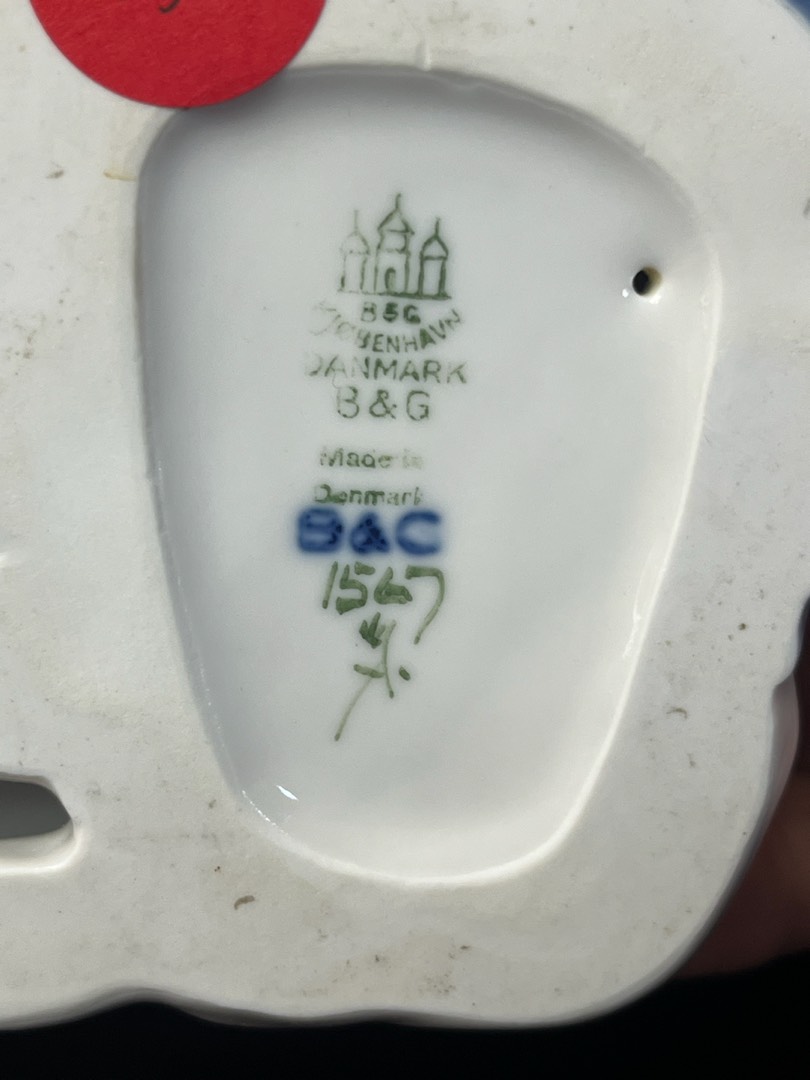 B&G
KJØBENHAVN
DANMARK
B&G
Made in
Denmark
B&G
1567